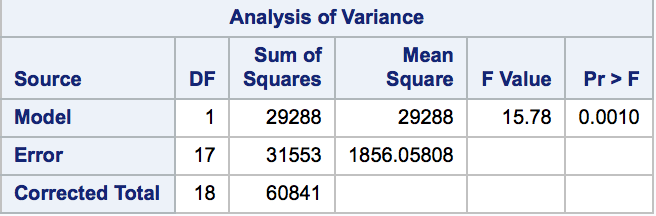 Analysis of Variance
Source DF Sum of Squares Mean Square F Value Pr > F
Model 1 29288 29288 15.78 0.0010
Error 17 31553 1856.05808
Corrected Total 18 60841